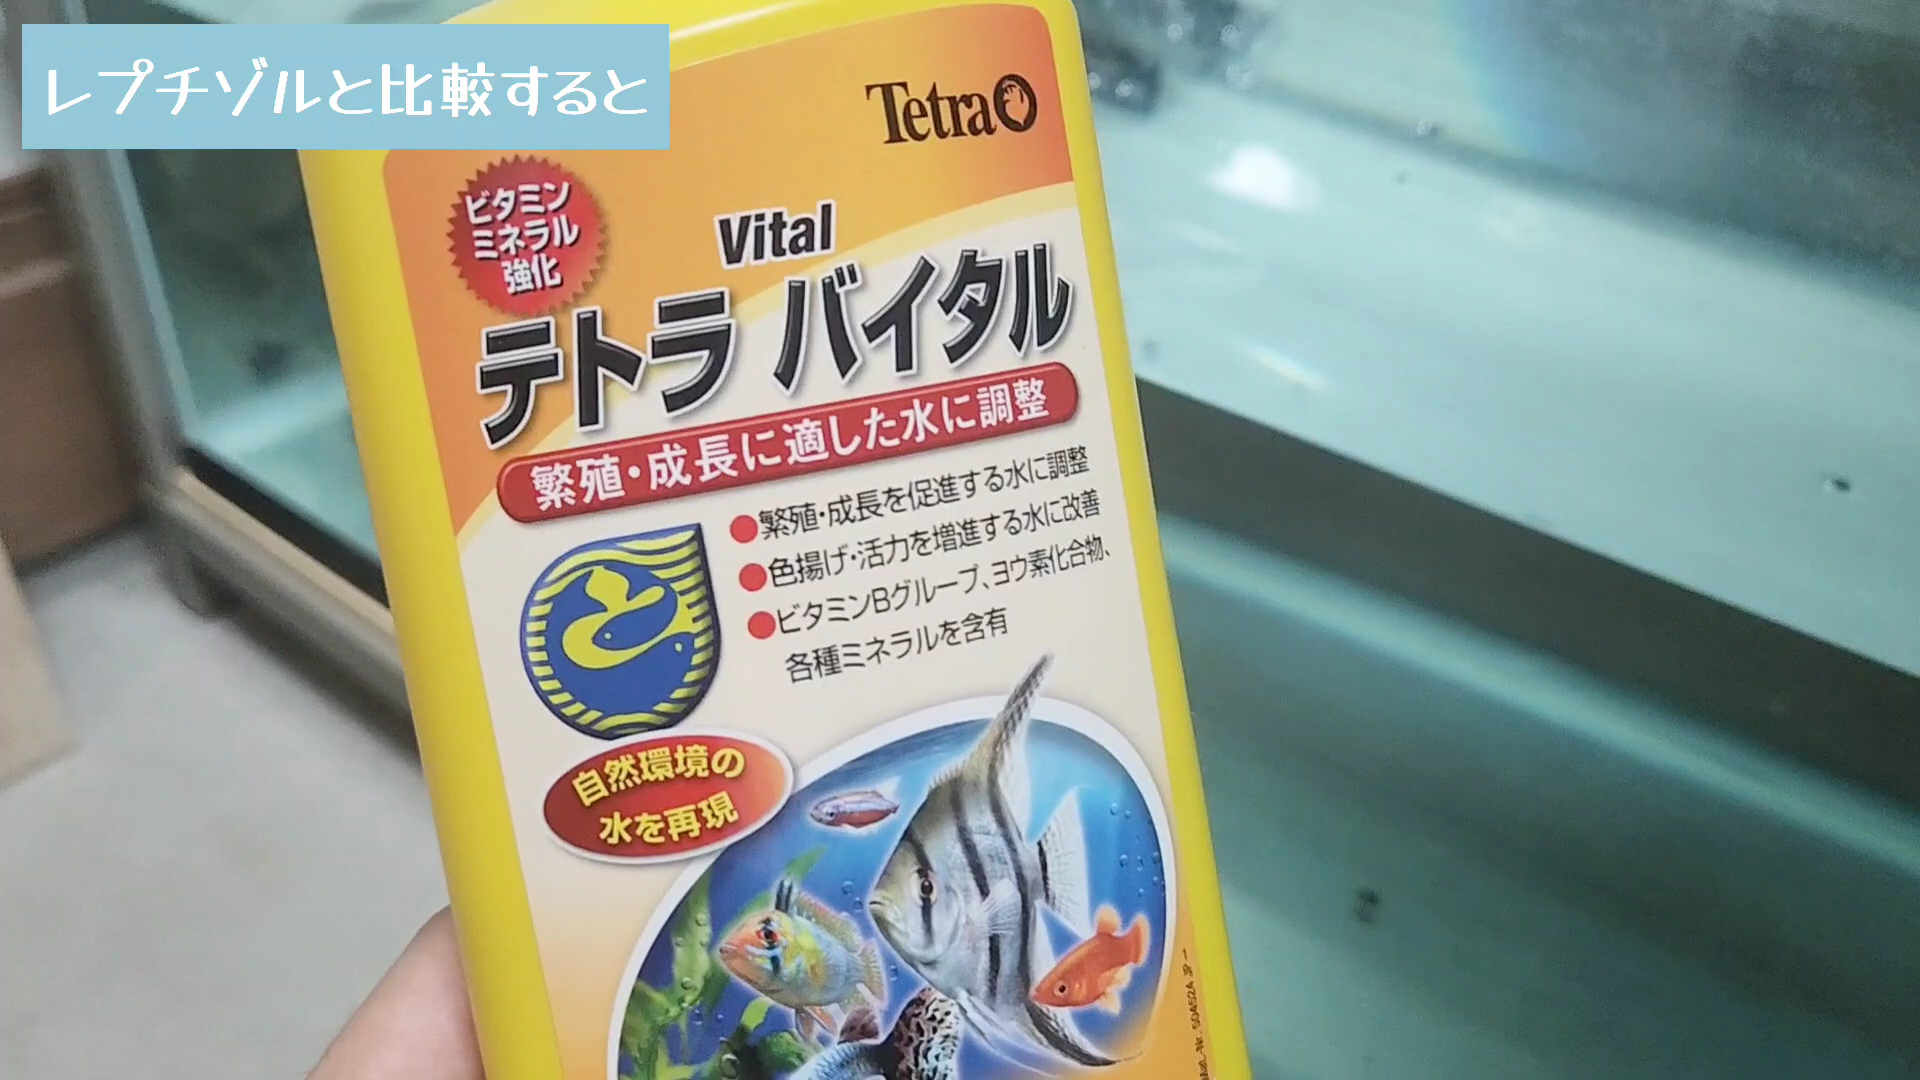 レプチゾルと比較すると
Tetra
ビタミン
ミネラル
強化
Vital
テトラ バイタル
繁殖・成長に適した水に調整
●繁殖・成長を促進する水に調整
●色揚げ・活力を増進する水に改善
●ビタミンBグループ、ヨウ素化合物、
各種ミネラルを含有
自然環境の
水を再現